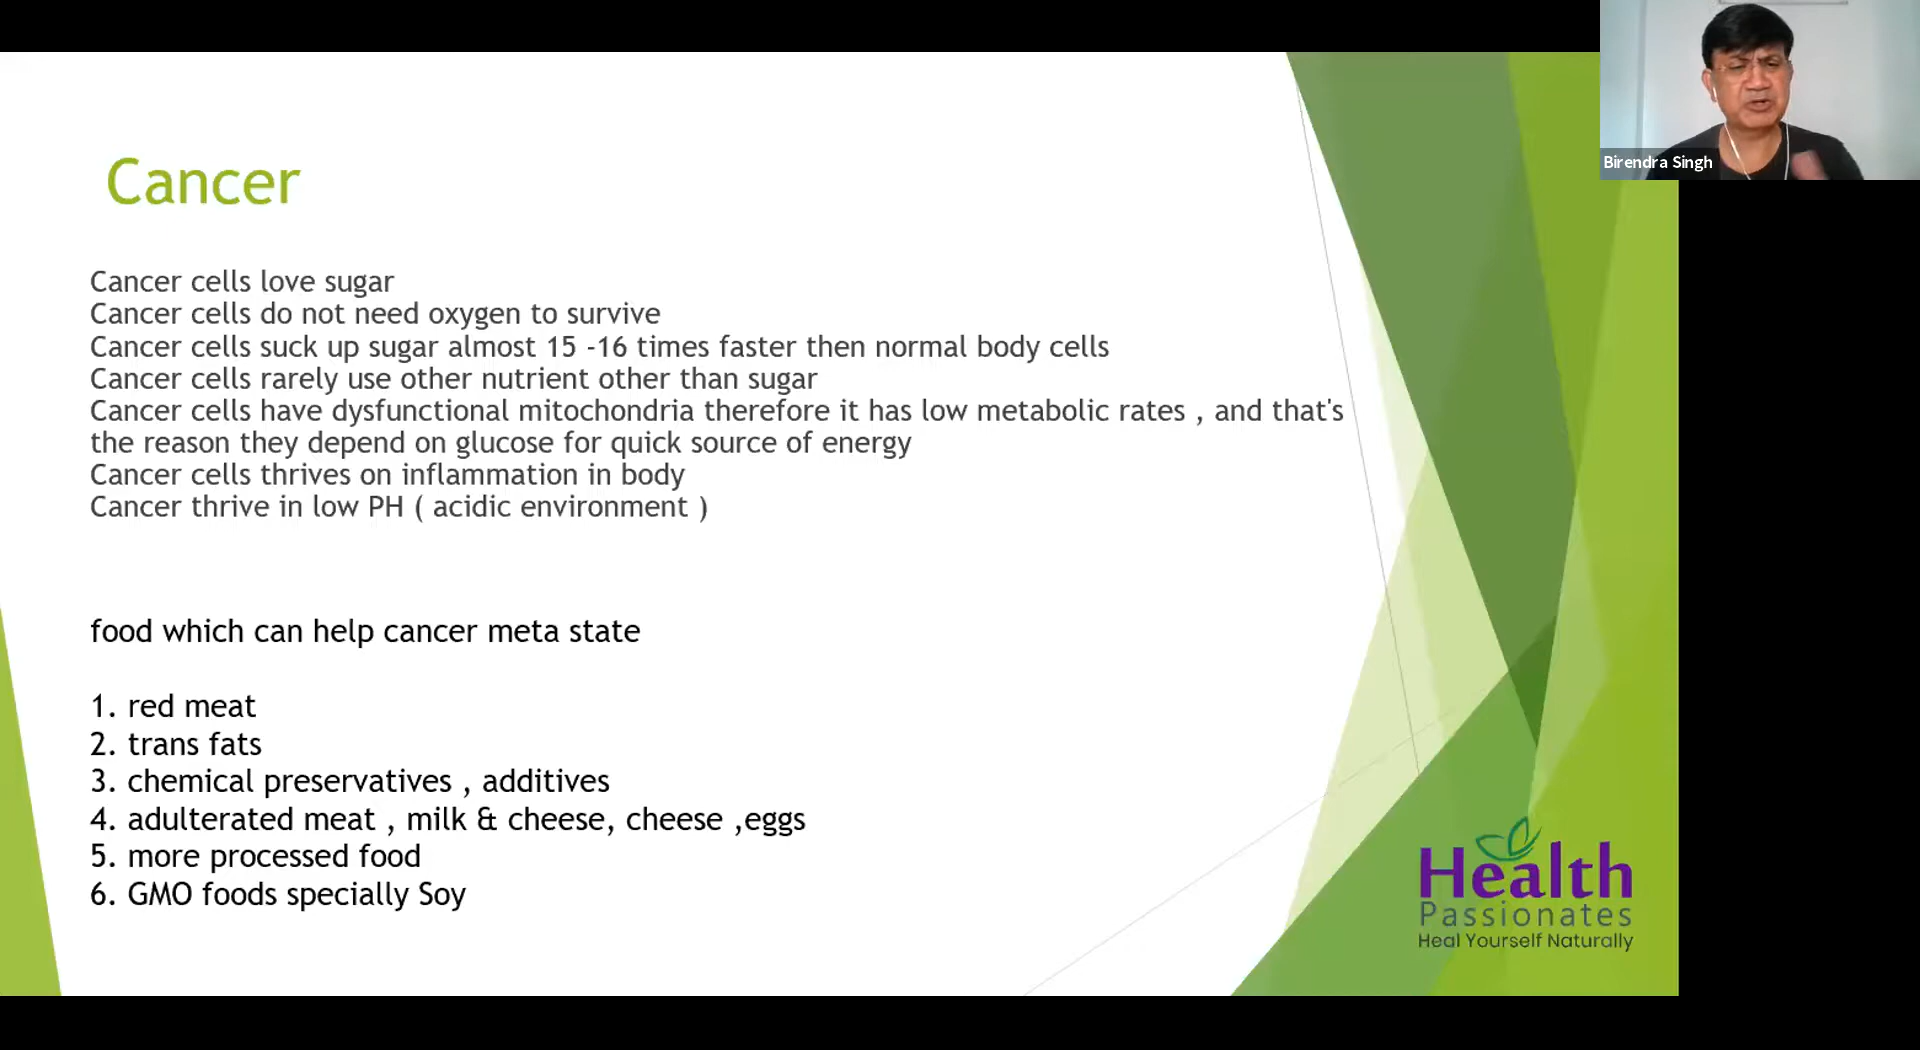 Birendra Singh
Cancer
Cancer cells love sugar
Cancer cells do not need oxygen to survive
Cancer cells suck up sugar almost 15 -16 times faster then normal body cells
Cancer cells rarely use other nutrient other than sugar
Cancer cells have dysfunctional mitochondria therefore it has low metabolic rates , and that's
the reason they depend on glucose for quick source of energy
Cancer cells thrives on inflammation in body
Cancer thrive in low PH ( acidic environment )
food which can help cancer meta state
1. red meat
2. trans fats
3. chemical preservatives , additives
4. adulterated meat , milk & cheese, cheese ,eggs
5. more processed food
6. GMO foods specially Soy
Health
Passionates
Heal Yourself Naturally